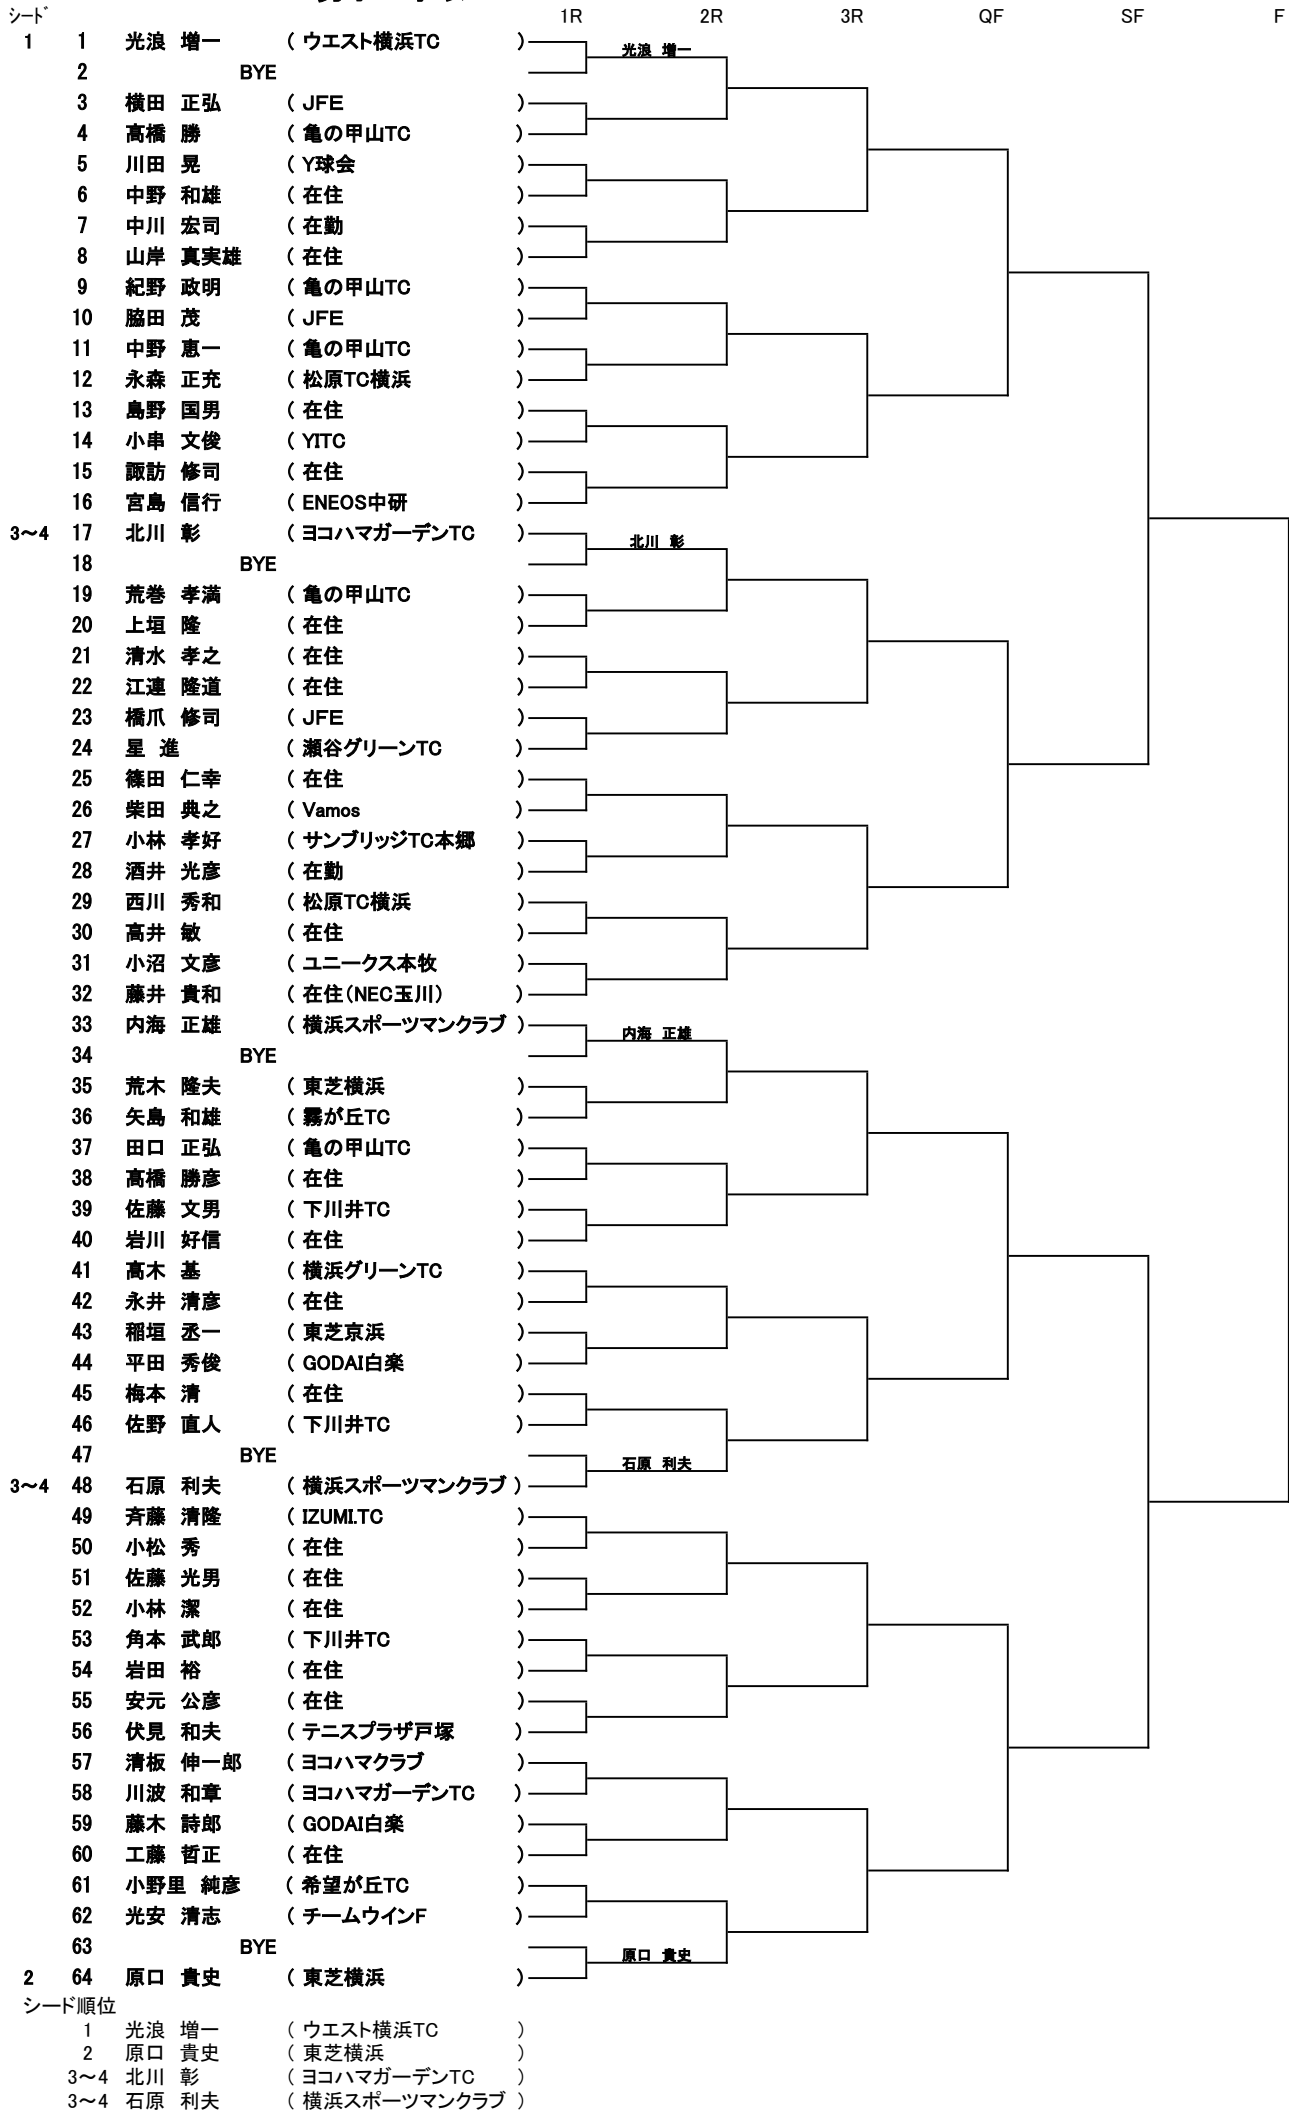 シード 1R 2R 3R QF SF F
1 1 光浪 増一 ( ウエスト横浜TC ) 光浪 増一
2 BYE
3 横田 正弘 ( JFE )
4 高橋 勝 ( 亀の甲山TC )
5 川田 晃 ( Y球会 )
6 中野 和雄 ( 在住 )
7 中川 宏司 ( 在勤 )
8 山岸 真実雄 ( 在住 )
9 紀野 政明 ( 亀の甲山TC )
10 脇田 茂 ( JFE )
11 中野 恵一 ( 亀の甲山TC )
12 永森 正充 ( 松原TC横浜 )
13 島野 国男 ( 在住 )
14 小串 文俊 ( YITC )
15 諏訪 修司 ( 在住 )
16 宮島 信行 ( ENEOS中研 )
3～4 17 北川 彰 ( ヨコハマガーデンTC ) 北川 彰
18 BYE
19 荒巻 孝満 ( 亀の甲山TC )
20 上垣 隆 ( 在住 )
21 清水 孝之 ( 在住 )
22 江連 隆道 ( 在住 )
23 橋爪 修司 ( JFE )
24 星 進 ( 瀬谷グリーンTC )
25 篠田 仁幸 ( 在住 )
26 柴田 典之 ( Vamos )
27 小林 孝好 ( サンブリッジTC本郷 )
28 酒井 光彦 ( 在勤 )
29 西川 秀和 ( 松原TC横浜 )
30 高井 敏 ( 在住 )
31 小沼 文彦 ( ユニークス本牧 )
32 藤井 貴和 ( 在住（NEC玉川） )
33 内海 正雄 ( 横浜スポーツマンクラブ ) 内海 正雄
34 BYE
35 荒木 隆夫 ( 東芝横浜 )
36 矢島 和雄 ( 霧が丘TC )
37 田口 正弘 ( 亀の甲山TC )
38 高橋 勝彦 ( 在住 )
39 佐藤 文男 ( 下川井TC )
40 岩川 好信 ( 在住 )
41 高木 基 ( 横浜グリーンTC )
42 永井 清彦 ( 在住 )
43 稲垣 丞一 ( 東芝京浜 )
44 平田 秀俊 ( GODAI白楽 )
45 梅本 清 ( 在住 )
46 佐野 直人 ( 下川井TC )
47 BYE 石原 利夫
3～4 48 石原 利夫 ( 横浜スポーツマンクラブ )
49 斉藤 清隆 ( IZUMI.TC )
50 小松 秀 ( 在住 )
51 佐藤 光男 ( 在住 )
52 小林 潔 ( 在住 )
53 角本 武郎 ( 下川井TC )
54 岩田 裕 ( 在住 )
55 安元 公彦 ( 在住 )
56 伏見 和夫 ( テニスプラザ戸塚 )
57 清板 伸一郎 ( ヨコハマクラブ )
58 川波 和章 ( ヨコハマガーデンTC )
59 藤木 詩郎 ( GODAI白楽 )
60 工藤 哲正 ( 在住 )
61 小野里 純彦 ( 希望が丘TC )
62 光安 清志 ( チームウインF )
63 BYE 原口 貴史
2 64 原口 貴史 ( 東芝横浜 )
シード順位
1 光浪 増一 ( ウエスト横浜TC )
2 原口 貴史 ( 東芝横浜 )
3～4 北川 彰 ( ヨコハマガーデンTC )
3～4 石原 利夫 ( 横浜スポーツマンクラブ )